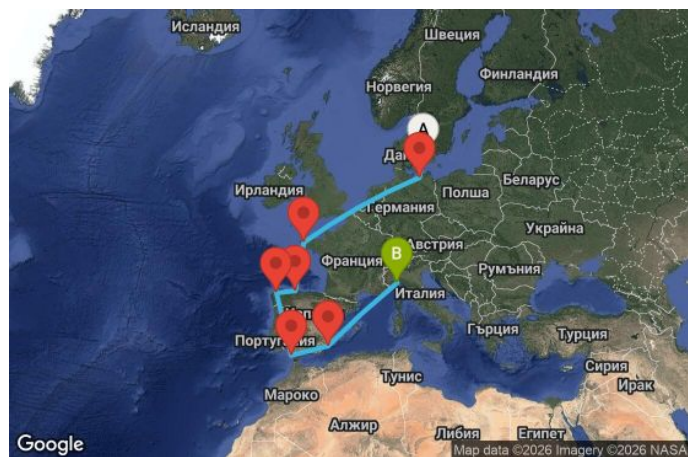 Исландия
Швеция
Финландия
Норвегия
A
Ирландия
Полша
Беларус
Германия
Украйна
Австрия
B
Франция
Румъния
Италия
Гърция
Турция
Португалия
Тунис
Сирия
Ирак
Мароко
Алжир
Либия
Египет
Google
Map data ©2026 Imagery ©2026 NASA